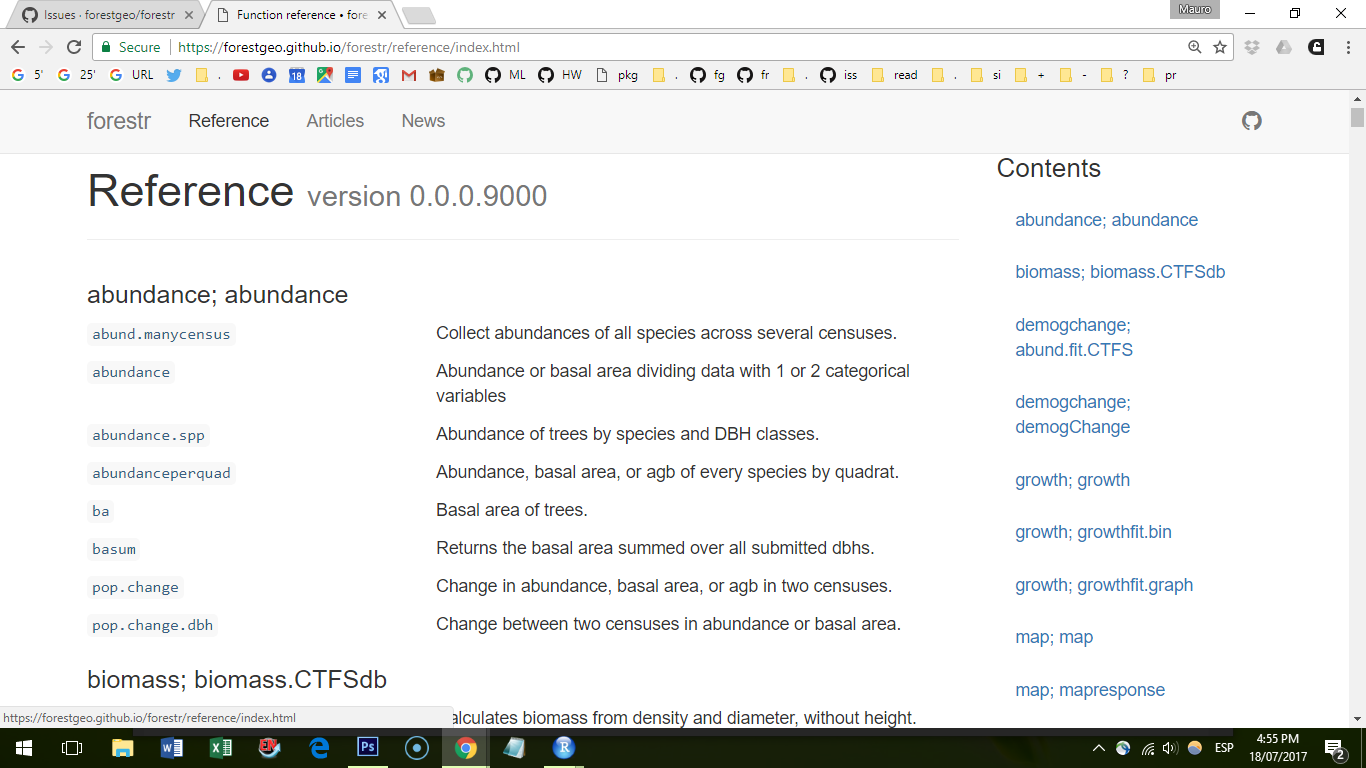 Issues · forestgeo/forestr
Function reference • fore
Mauro
Secure
https://forestgeo.github.io/forestr/reference/index.html
5'
25'
URL
.
18
ML
HW
pkg
.
fg
fr
.
iss
read
.
si
+
-
?
pr
forestr
Reference
Articles
News
Reference version 0.0.0.9000
abundance; abundance
abund.manycensus
Collect abundances of all species across several censuses.
abundance
Abundance or basal area dividing data with 1 or 2 categorical
variables
abundance.spp
Abundance of trees by species and DBH classes.
abundanceperquad
Abundance, basal area, or agb of every species by quadrat.
ba
Basal area of trees.
basum
Returns the basal area summed over all submitted dbhs.
pop.change
Change in abundance, basal area, or agb in two censuses.
pop.change.dbh
Change between two censuses in abundance or basal area.
biomass; biomass.CTFSdb
alculates biomass from density and diameter, without height.
Contents
abundance; abundance
biomass; biomass.CTFSdb
demogchange;
abund.fit.CTFS
demogchange;
demogChange
growth; growth
growth; growthfit.bin
growth; growthfit.graph
map; map
map; mapresponse
https://forestgeo.github.io/forestr/reference/index.html
Ps
R
ESP
4:55 PM
18/07/2017
2